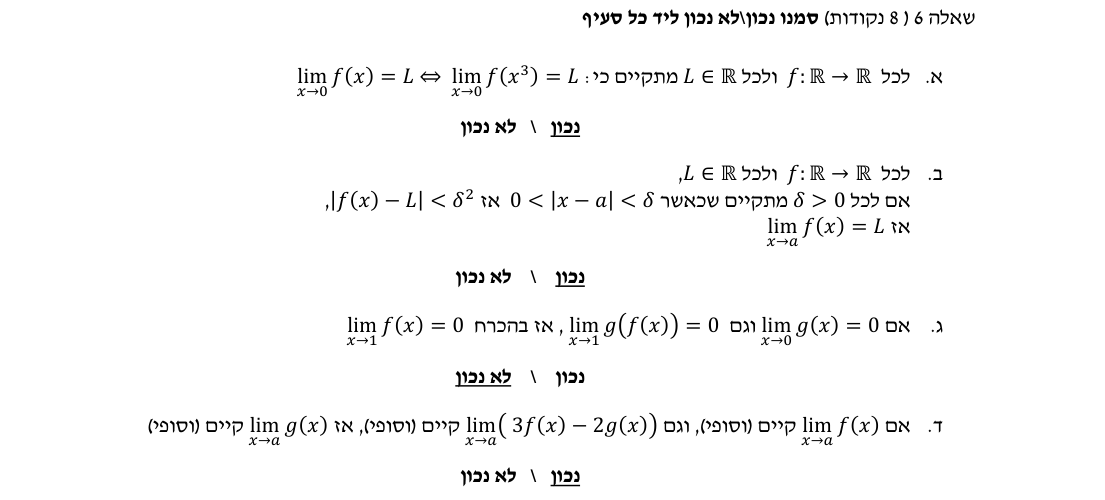 שאלה 6 ( 8 נקודות) סמנו נכון\לא נכון ליד כל סעיף
א. לכל f: ℝ → ℝ ולכל L ∈ ℝ מתקיים כי: lim_{x→0} f(x) = L ⇔ lim_{x→0} f(x³) = L
נכון \ לא נכון
ב. לכל f: ℝ → ℝ ולכל L ∈ ℝ,
אם לכל δ > 0 מתקיים שכאשר 0 < |x − a| < δ אז |f(x) − L| < δ²,
אז lim_{x→a} f(x) = L
נכון \ לא נכון
ג. אם lim_{x→0} g(x) = 0 וגם lim_{x→1} g(f(x)) = 0 , אז בהכרח lim_{x→1} f(x) = 0
נכון \ לא נכון
ד. אם lim_{x→a} f(x) קיים (וסופי), וגם lim_{x→a} ( 3f(x) − 2g(x)) קיים (וסופי), אז lim_{x→a} g(x) קיים (וסופי)
נכון \ לא נכון